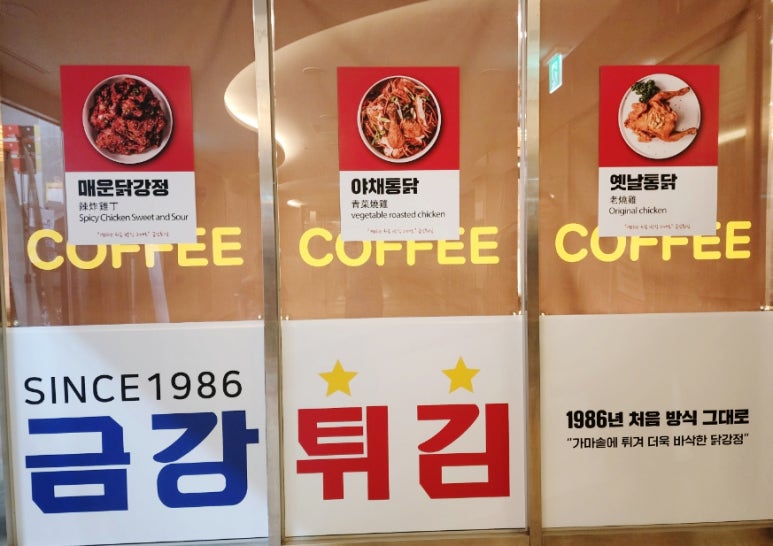 매운닭강정
辣炸雞丁
Spicy Chicken Sweet and Sour
야채통닭
青菜燒雞
vegetable roasted chicken
옛날통닭
老燒雞
Original chicken
COFFEE
COFFEE
COFFEE
SINCE1986
금강
튀김
1986년 처음 방식 그대로
"가마솥에 튀겨 더욱 바삭한 닭강정"